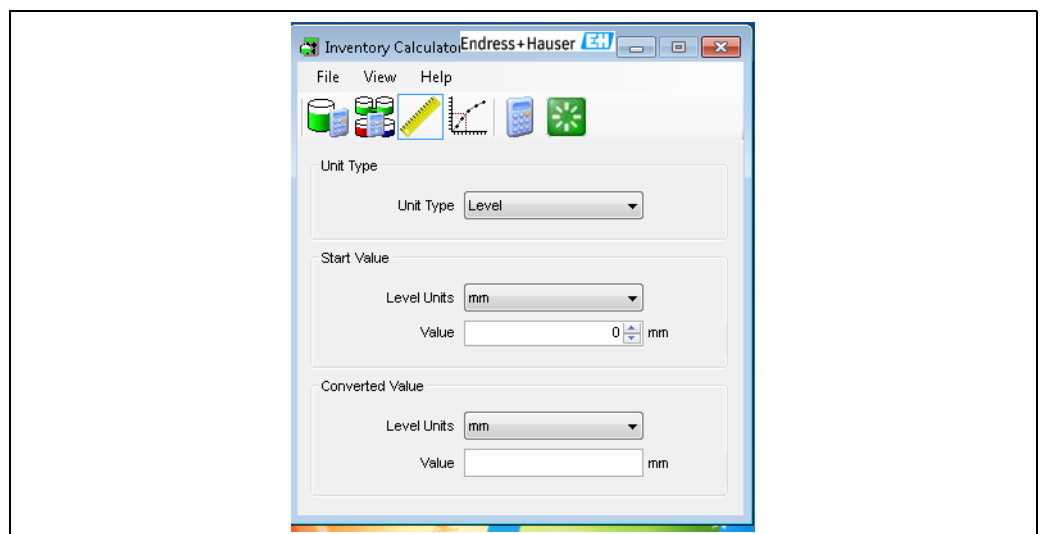 Inventory Calculator Endress+Hauser EH
File View Help
Unit Type
Unit Type Level
Start Value
Level Units mm
Value 0 mm
Converted Value
Level Units mm
Value mm